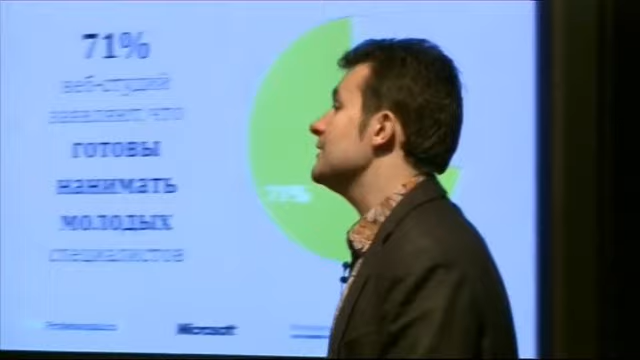 71%
веб-студий
заявляют, что
готовы
нанимать
молодых
специалистов
71%
Microsoft